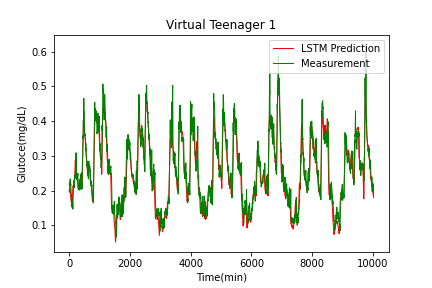 Virtual Teenager 1
LSTM Prediction
Measurement
Glutoce(mg/dL)
0.6
0.5
0.4
0.3
0.2
0.1
0
2000
4000
6000
8000
10000
Time(min)